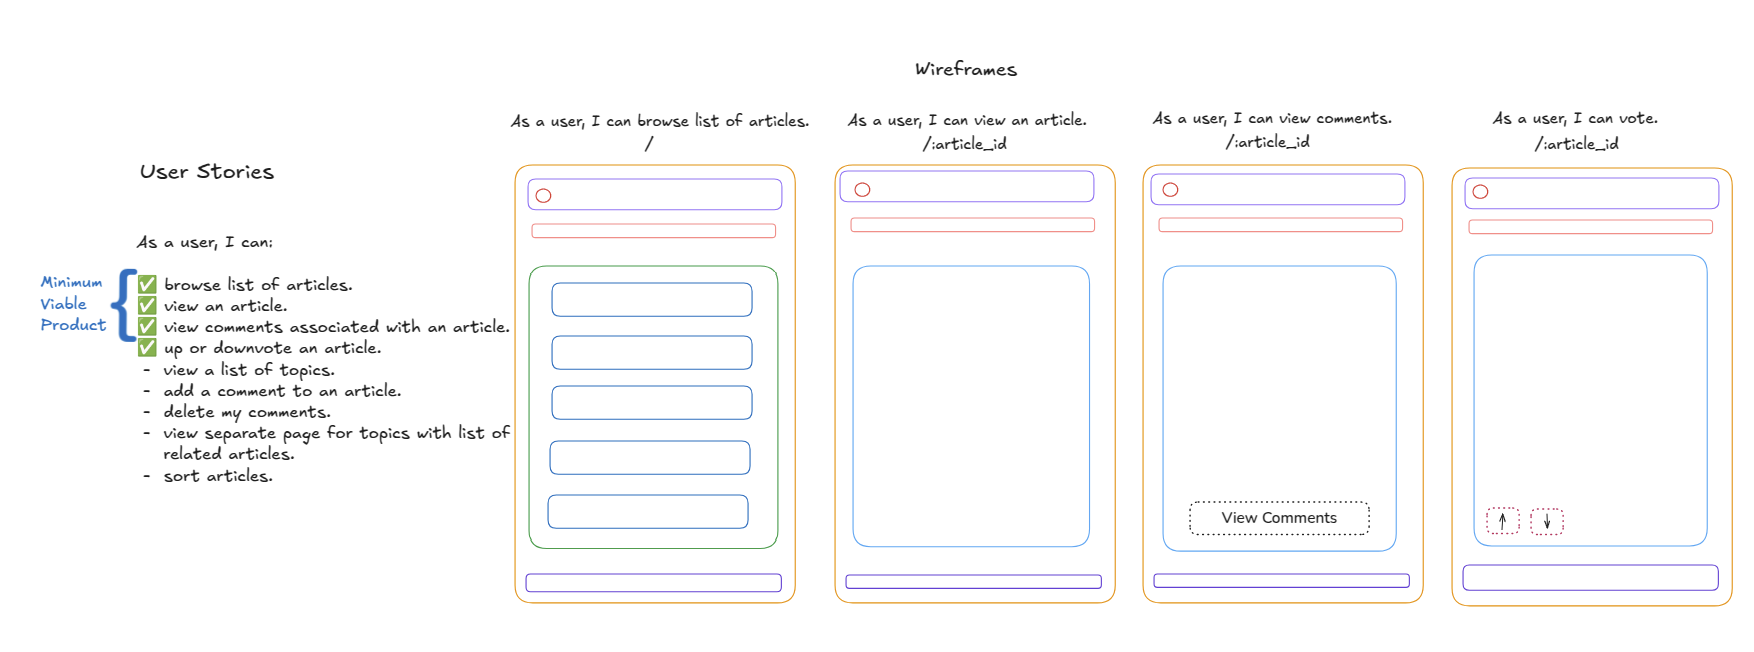 Wireframes
User Stories
As a user, I can:
Minimum
Viable
Product
✅ browse list of articles.
✅ view an article.
✅ view comments associated with an article.
✅ up or downvote an article.
- view a list of topics.
- add a comment to an article.
- delete my comments.
- view separate page for topics with list of
related articles.
- sort articles.
As a user, I can browse list of articles.
/
As a user, I can view an article.
/:article_id
As a user, I can view comments.
/:article_id
View Comments
As a user, I can vote.
/:article_id
↑ ↓